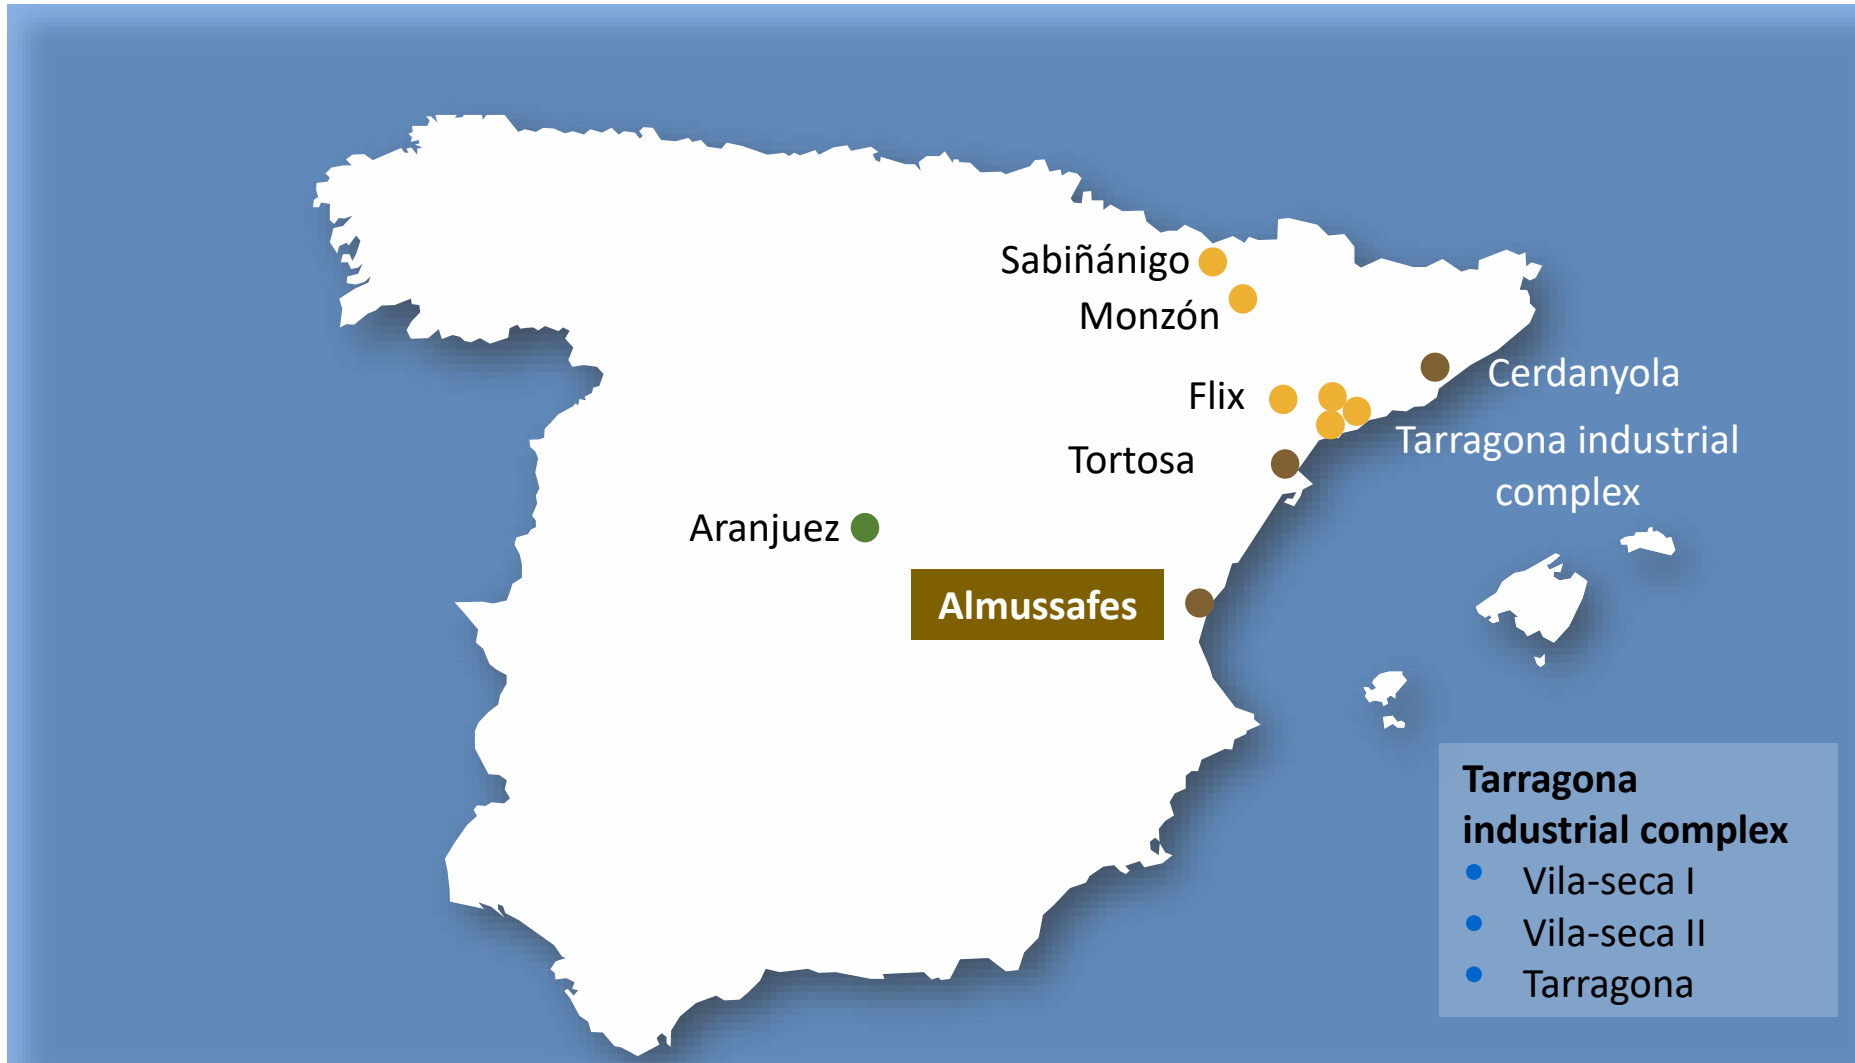 Sabiñánigo
Monzón
Cerdanyola
Flix
Tarragona industrial
complex
Tortosa
Aranjuez
Almussafes
Tarragona
industrial complex
• Vila-seca I
• Vila-seca II
• Tarragona